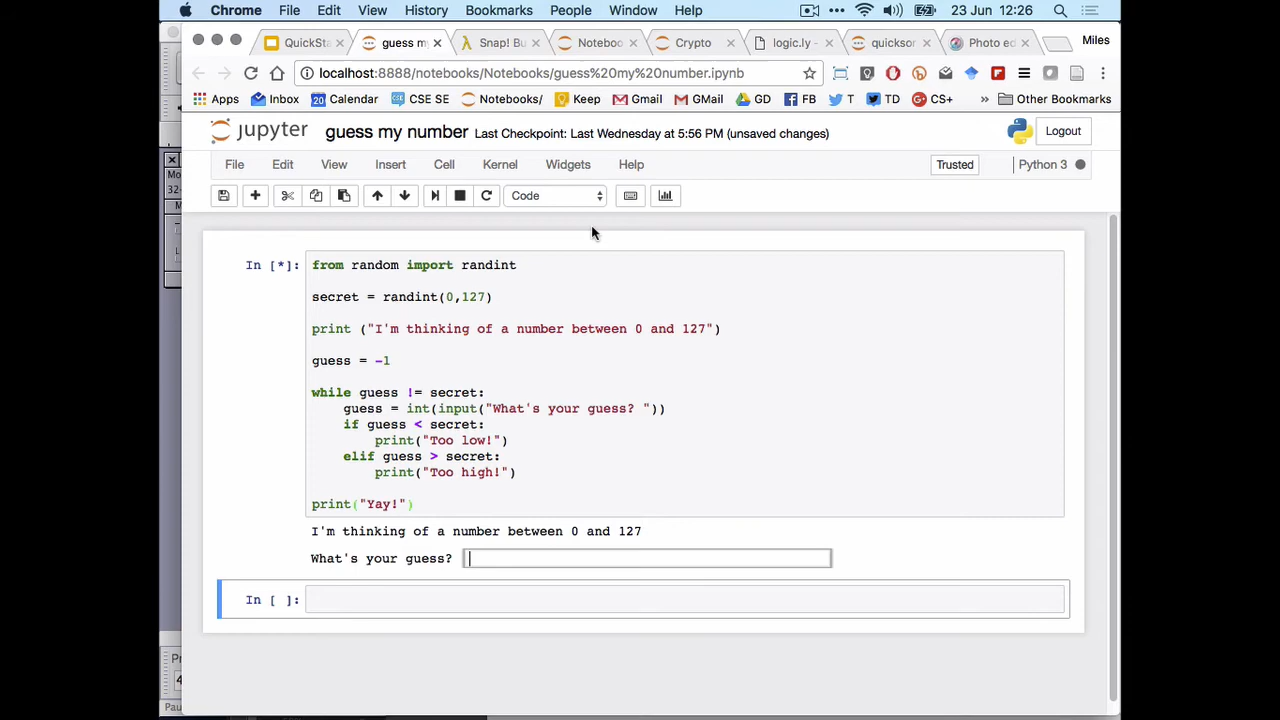 Chrome File Edit View History Bookmarks People Window Help 23 Jun 12:26
QuickSh guess m Snap! Noteboo Crypto logic.ly - quicksor Photo ed Miles
localhost:8888/notebooks/Notebooks/guess%20my%20number.ipynb
Apps Inbox 20 Calendar CSE SE Notebooks/ Keep Gmail GMail GD FB T TD CS+ » Other Bookmarks
jupyter guess my number Last Checkpoint: Last Wednesday at 5:56 PM (unsaved changes) Logout
File Edit View Insert Cell Kernel Widgets Help Trusted Python 3
Code
In [*]: from random import randint
secret = randint(0,127)
print ("I'm thinking of a number between 0 and 127")
guess = -1
while guess != secret:
guess = int(input("What's your guess? "))
if guess < secret:
print("Too low!")
elif guess > secret:
print("Too high!")
print("Yay!")
I'm thinking of a number between 0 and 127
What's your guess?
In [ ]: